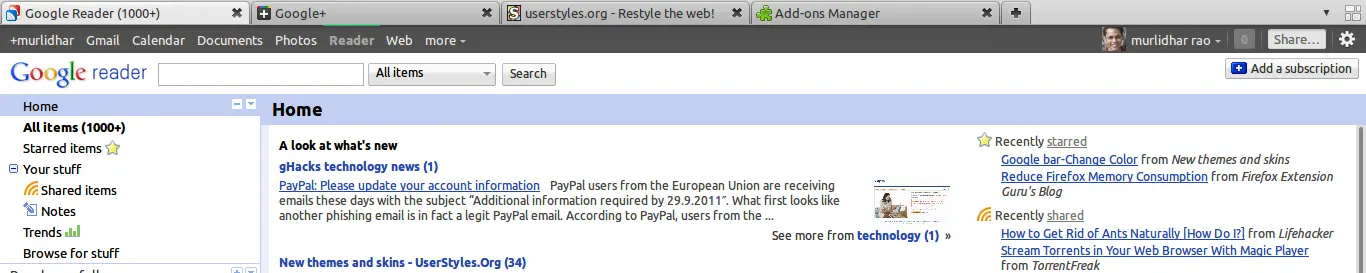 Google Reader (1000+)
Google+
userstyles.org - Restyle the web!
Add-ons Manager
+murlidhar Gmail Calendar Documents Photos Reader Web more
murlidhar rao 0 Share...
Google reader All items Search
Add a subscription
Home
All items (1000+)
Starred items
Your stuff
Shared items
Notes
Trends
Browse for stuff
Home
A look at what's new
gHacks technology news (1)
PayPal: Please update your account information PayPal users from the European Union are receiving
emails these days with the subject "Additional information required by 29.9.2011". What first looks like
another phishing email is in fact a legit PayPal email. According to PayPal, users from the ...
See more from technology (1) »
New themes and skins - UserStyles.Org (34)
Recently starred
Google bar-Change Color from New themes and skins
Reduce Firefox Memory Consumption from Firefox Extension
Guru's Blog
Recently shared
How to Get Rid of Ants Naturally [How Do I?] from Lifehacker
Stream Torrents in Your Web Browser With Magic Player
from TorrentFreak